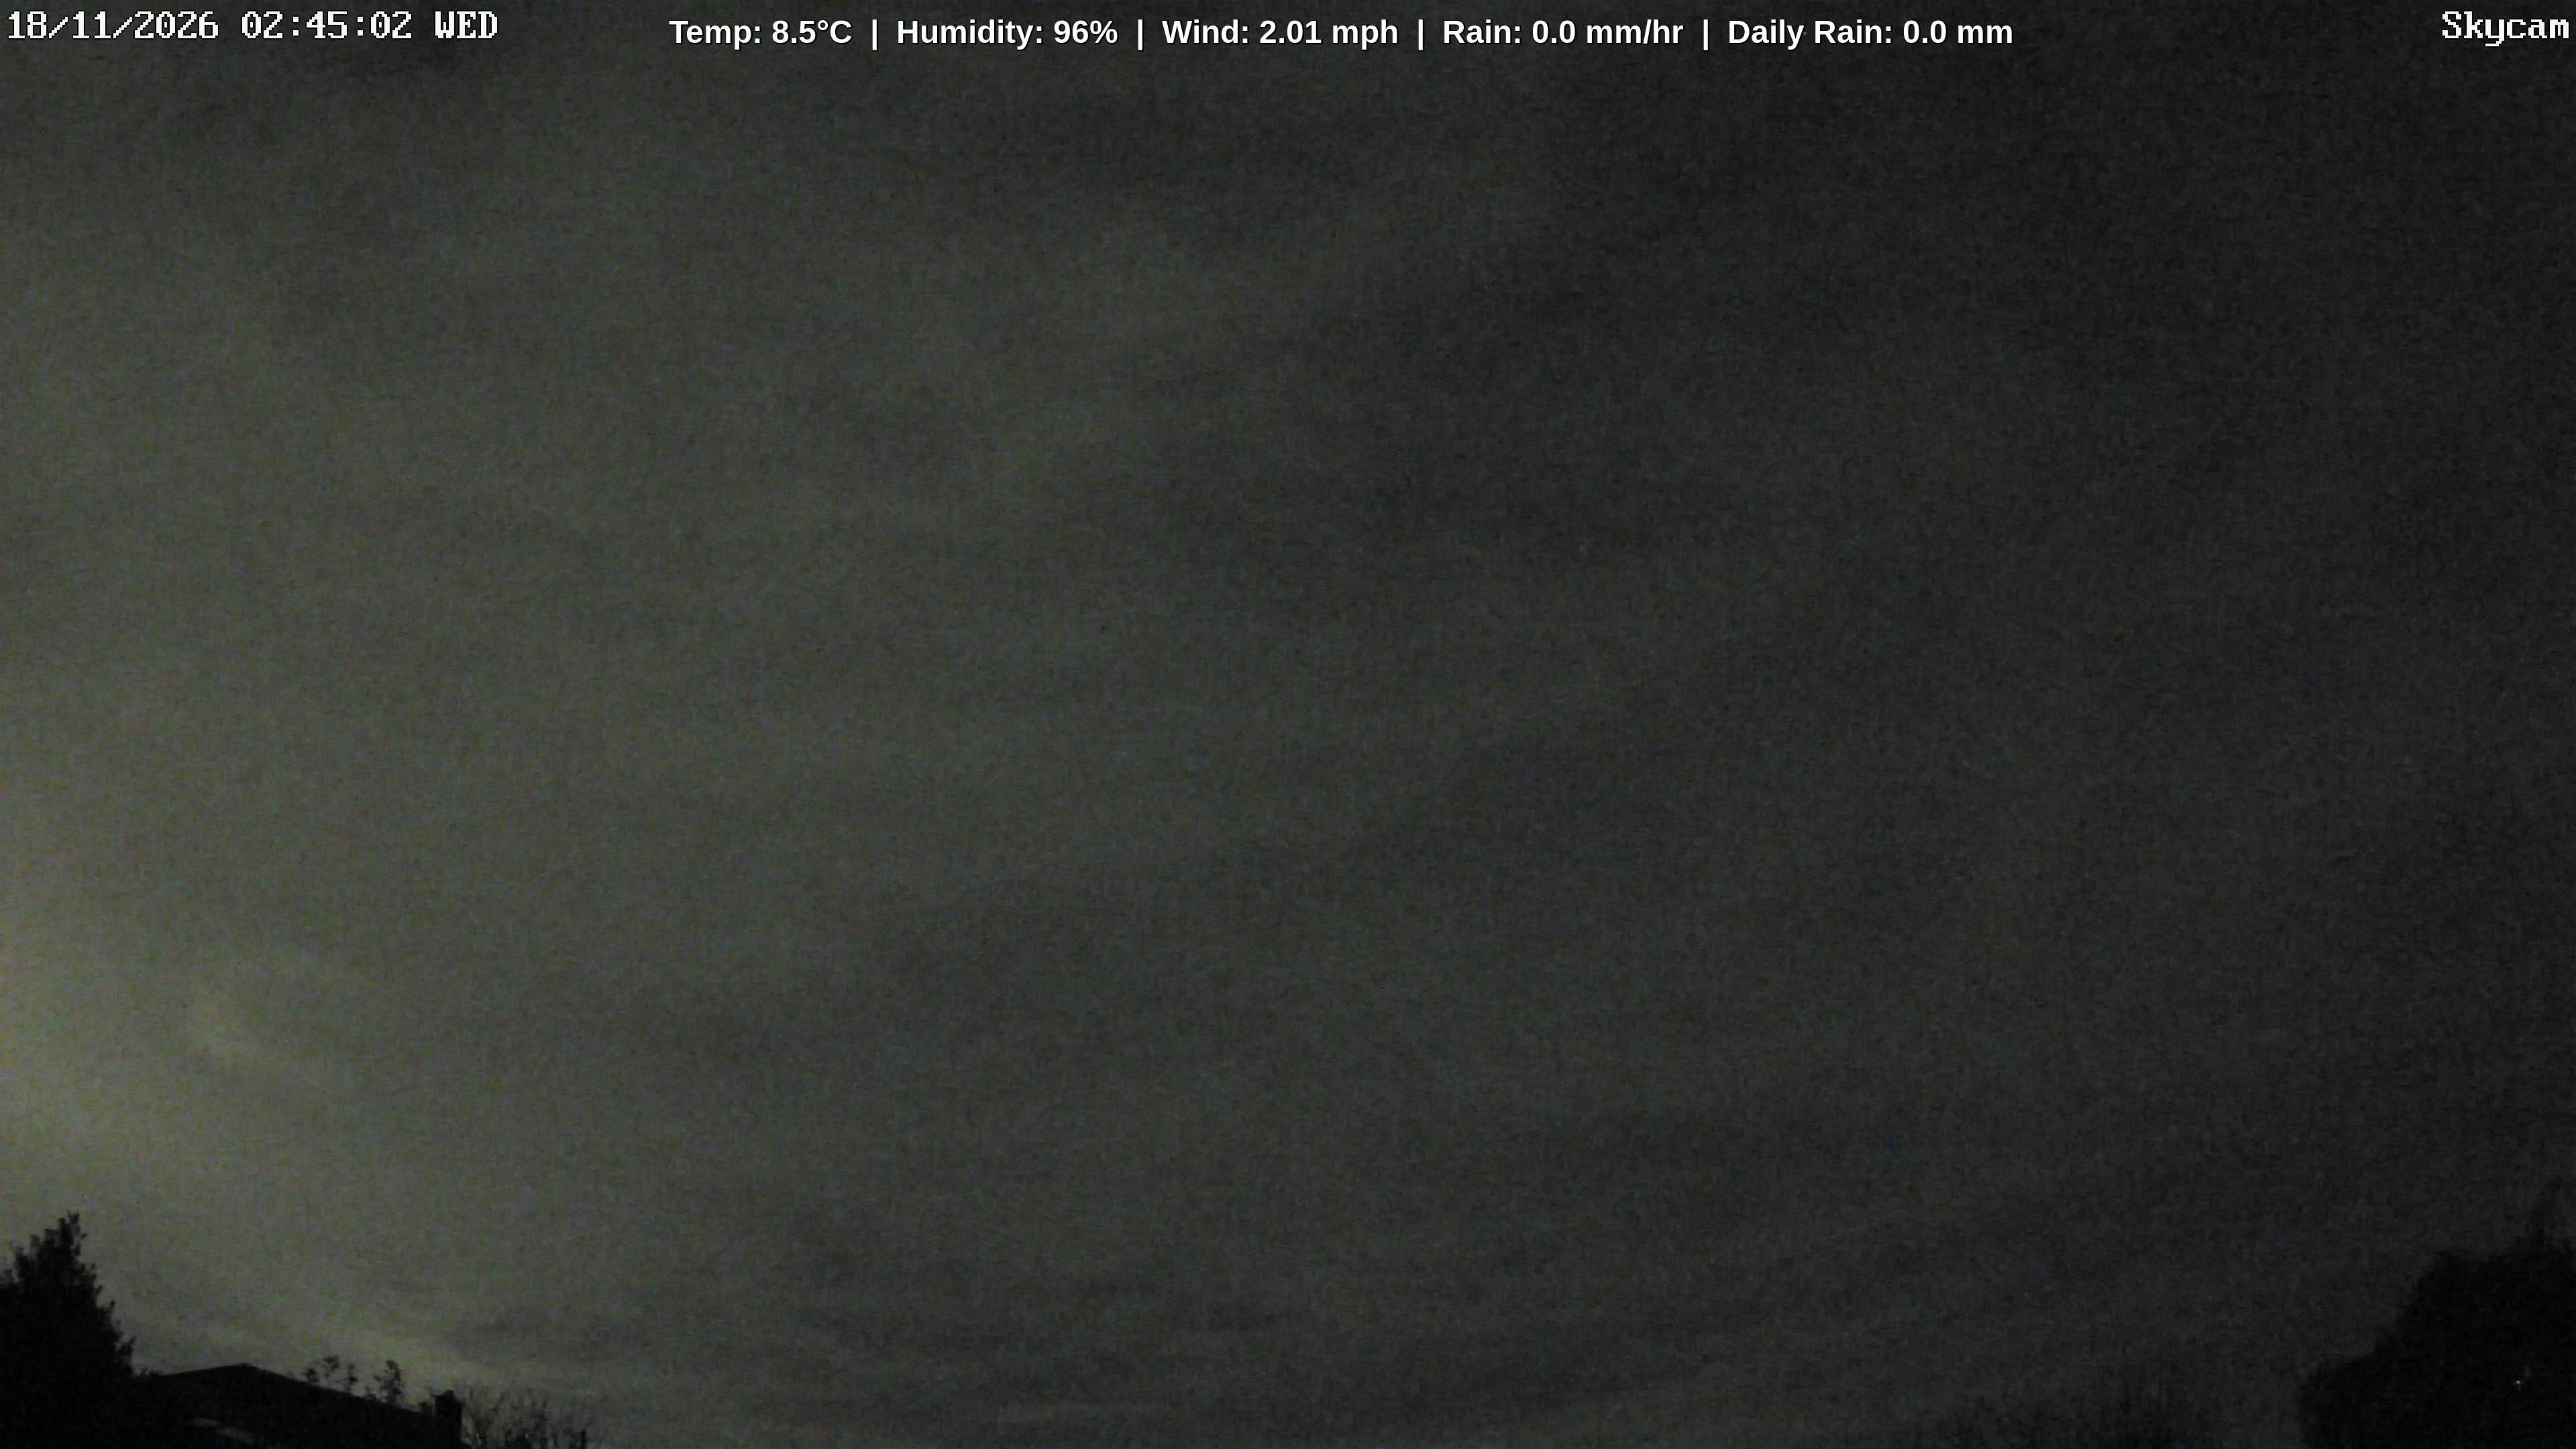 18/11/2026 02:45:02 WED
Temp: 8.5°C | Humidity: 96% | Wind: 2.01 mph | Rain: 0.0 mm/hr | Daily Rain: 0.0 mm
Skycam